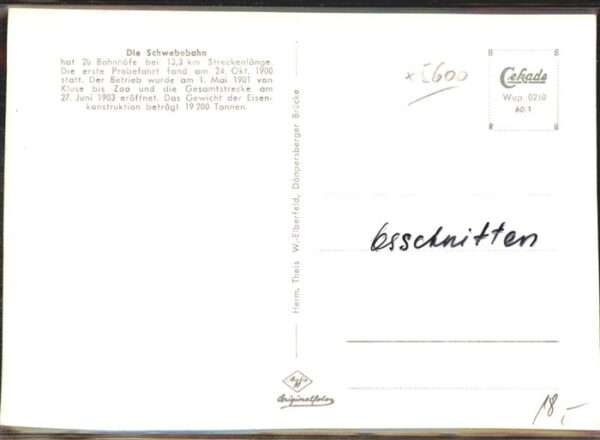 Die Schwebebahn
hat 20 Bahnhöfe bei 13,3 km Streckenlänge.
Die erste Probefahrt fand am 24. Okt. 1900
statt. Der Betrieb wurde am 1. Mai 1901 von
Kluse bis Zoo und die Gesamtstrecke am
27. Juni 1903 eröffnet. Das Gewicht der Eisen-
konstruktion beträgt 19 200 Tonnen.
Herm. Theis W.-Elberfeld, Döppersberger Brücke
Agfa
Originalfoto
5600
Cekade
Wup. 0210
60/1
6sschnitten
18,-